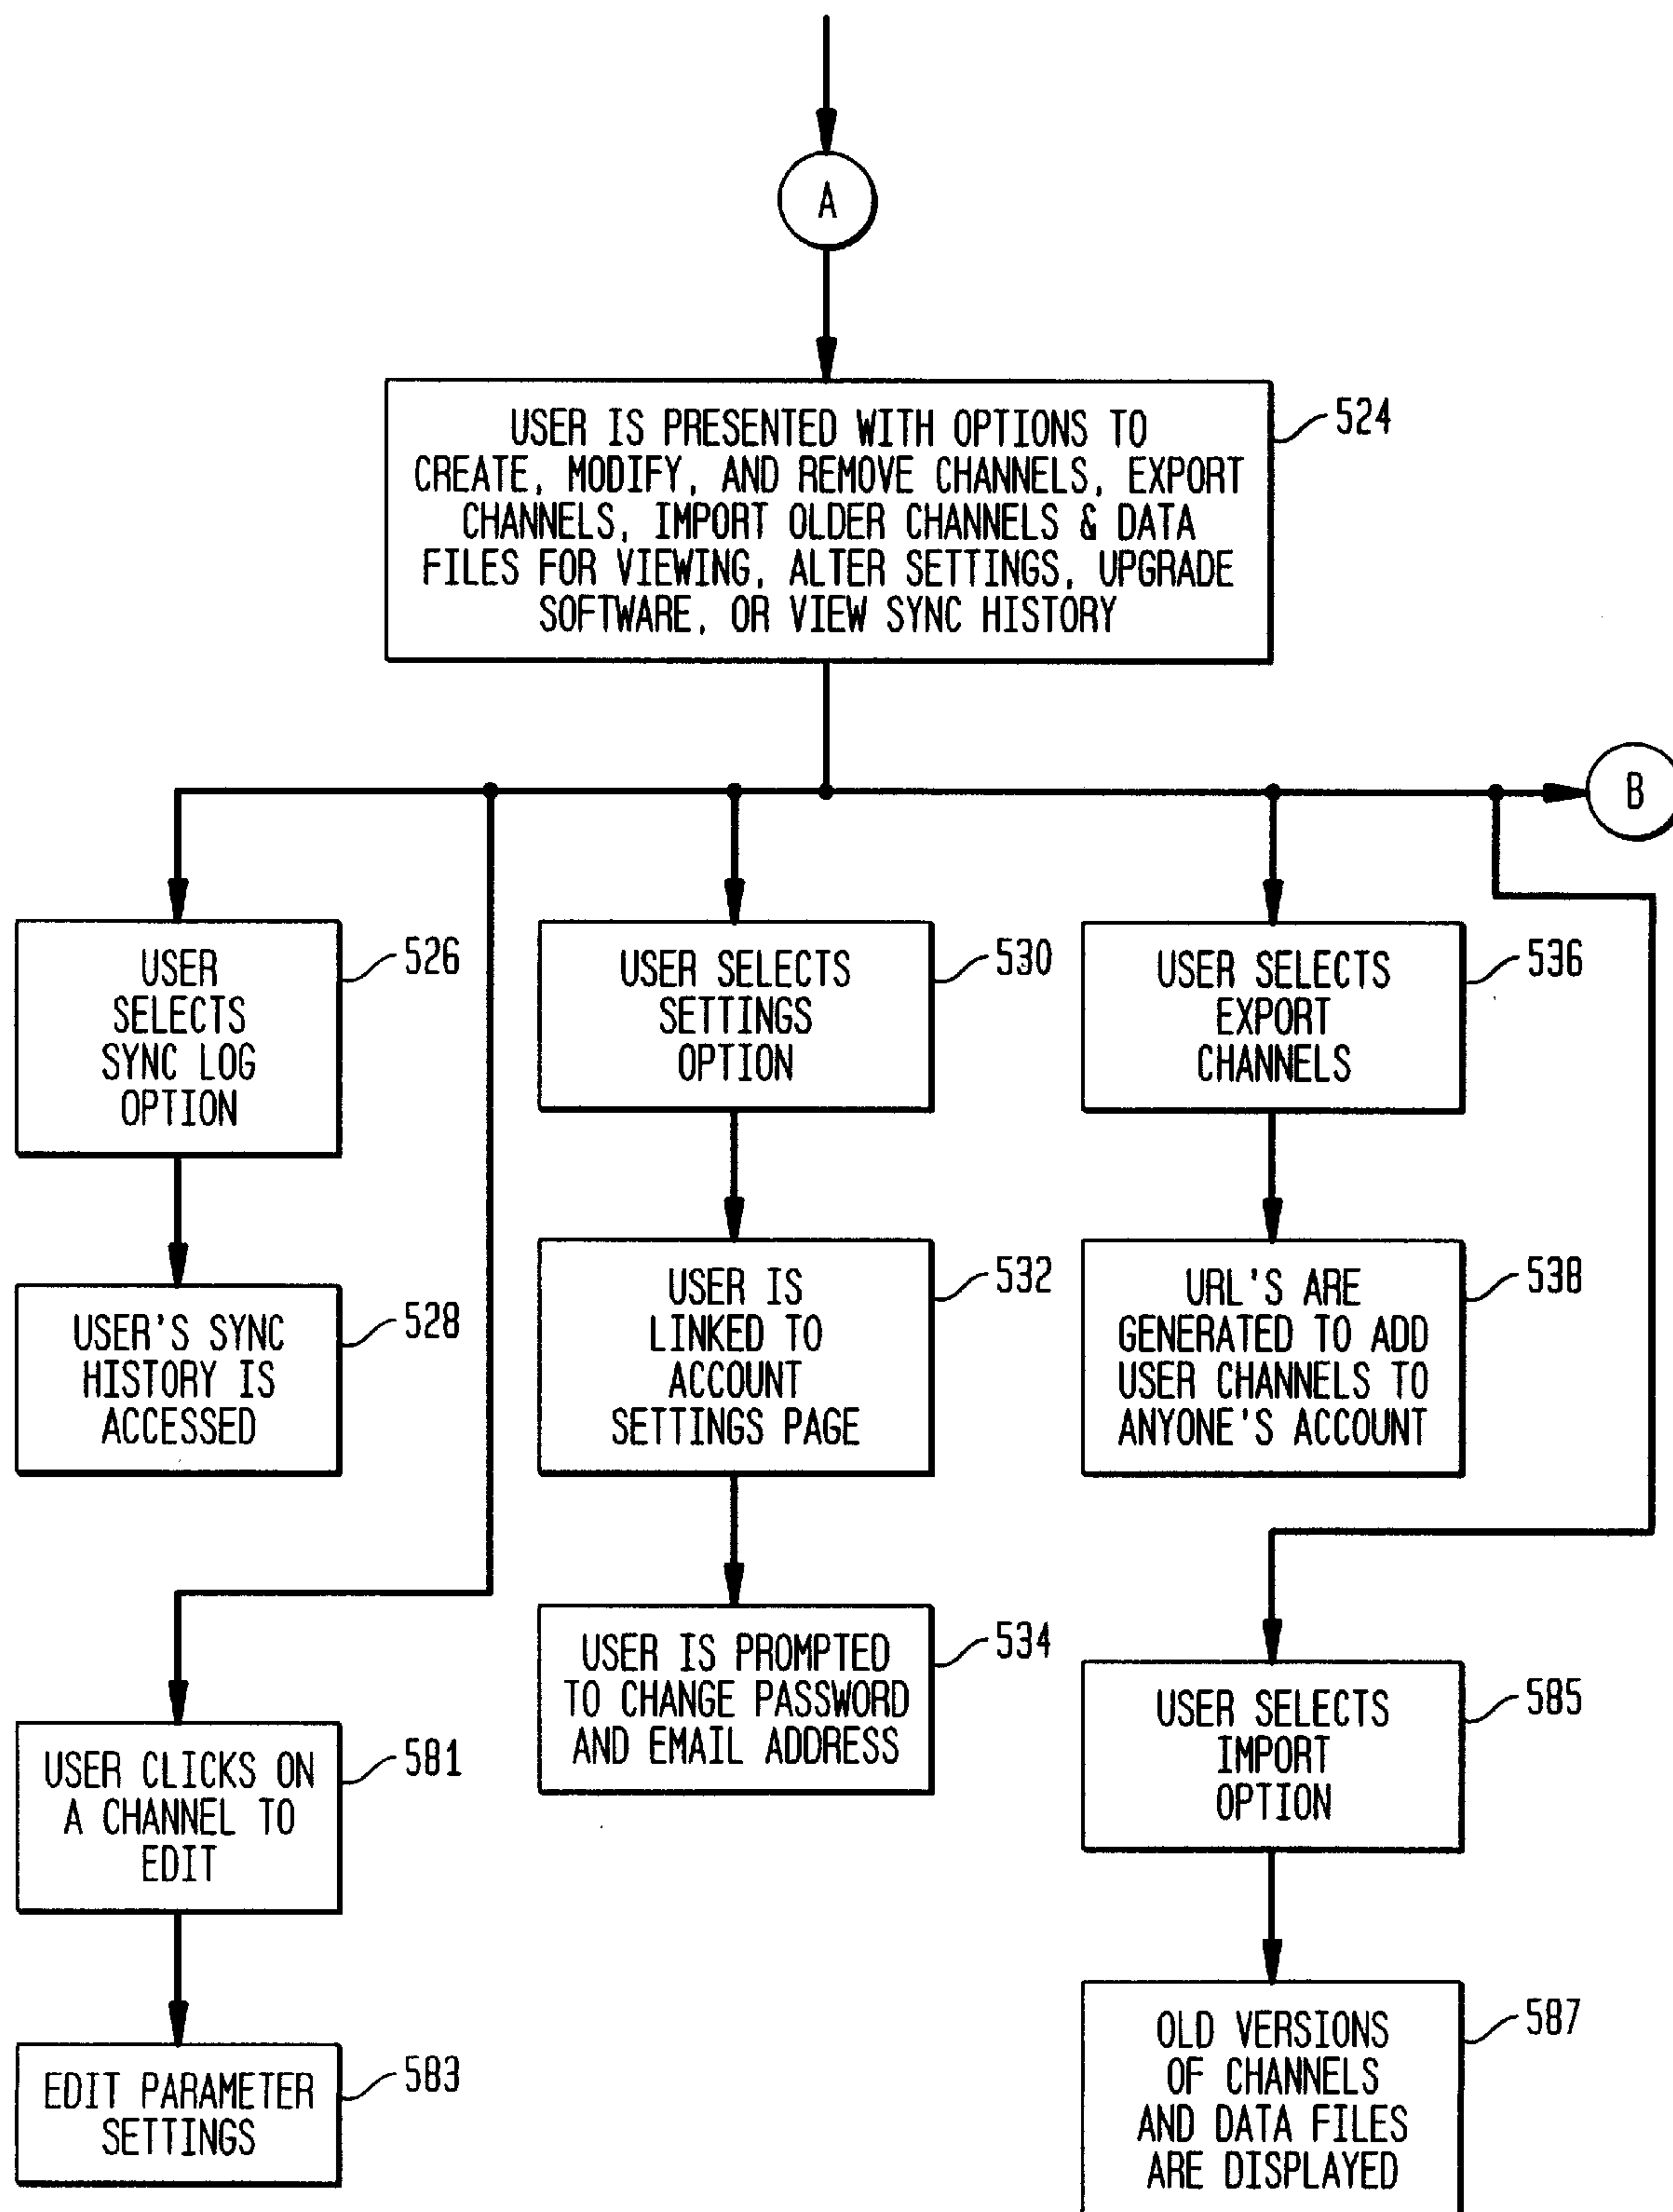 A
USER IS PRESENTED WITH OPTIONS TO
CREATE, MODIFY, AND REMOVE CHANNELS, EXPORT
CHANNELS, IMPORT OLDER CHANNELS & DATA
FILES FOR VIEWING, ALTER SETTINGS, UPGRADE
SOFTWARE, OR VIEW SYNC HISTORY
524
B
USER
SELECTS
SYNC LOG
OPTION
526
USER SELECTS
SETTINGS
OPTION
530
USER SELECTS
EXPORT
CHANNELS
536
USER'S SYNC
HISTORY IS
ACCESSED
528
USER IS
LINKED TO
ACCOUNT
SETTINGS PAGE
532
URL'S ARE
GENERATED TO ADD
USER CHANNELS TO
ANYONE'S ACCOUNT
538
USER CLICKS ON
A CHANNEL TO
EDIT
581
USER IS PROMPTED
TO CHANGE PASSWORD
AND EMAIL ADDRESS
534
USER SELECTS
IMPORT
OPTION
585
EDIT PARAMETER
SETTINGS
583
OLD VERSIONS
OF CHANNELS
AND DATA FILES
ARE DISPLAYED
587